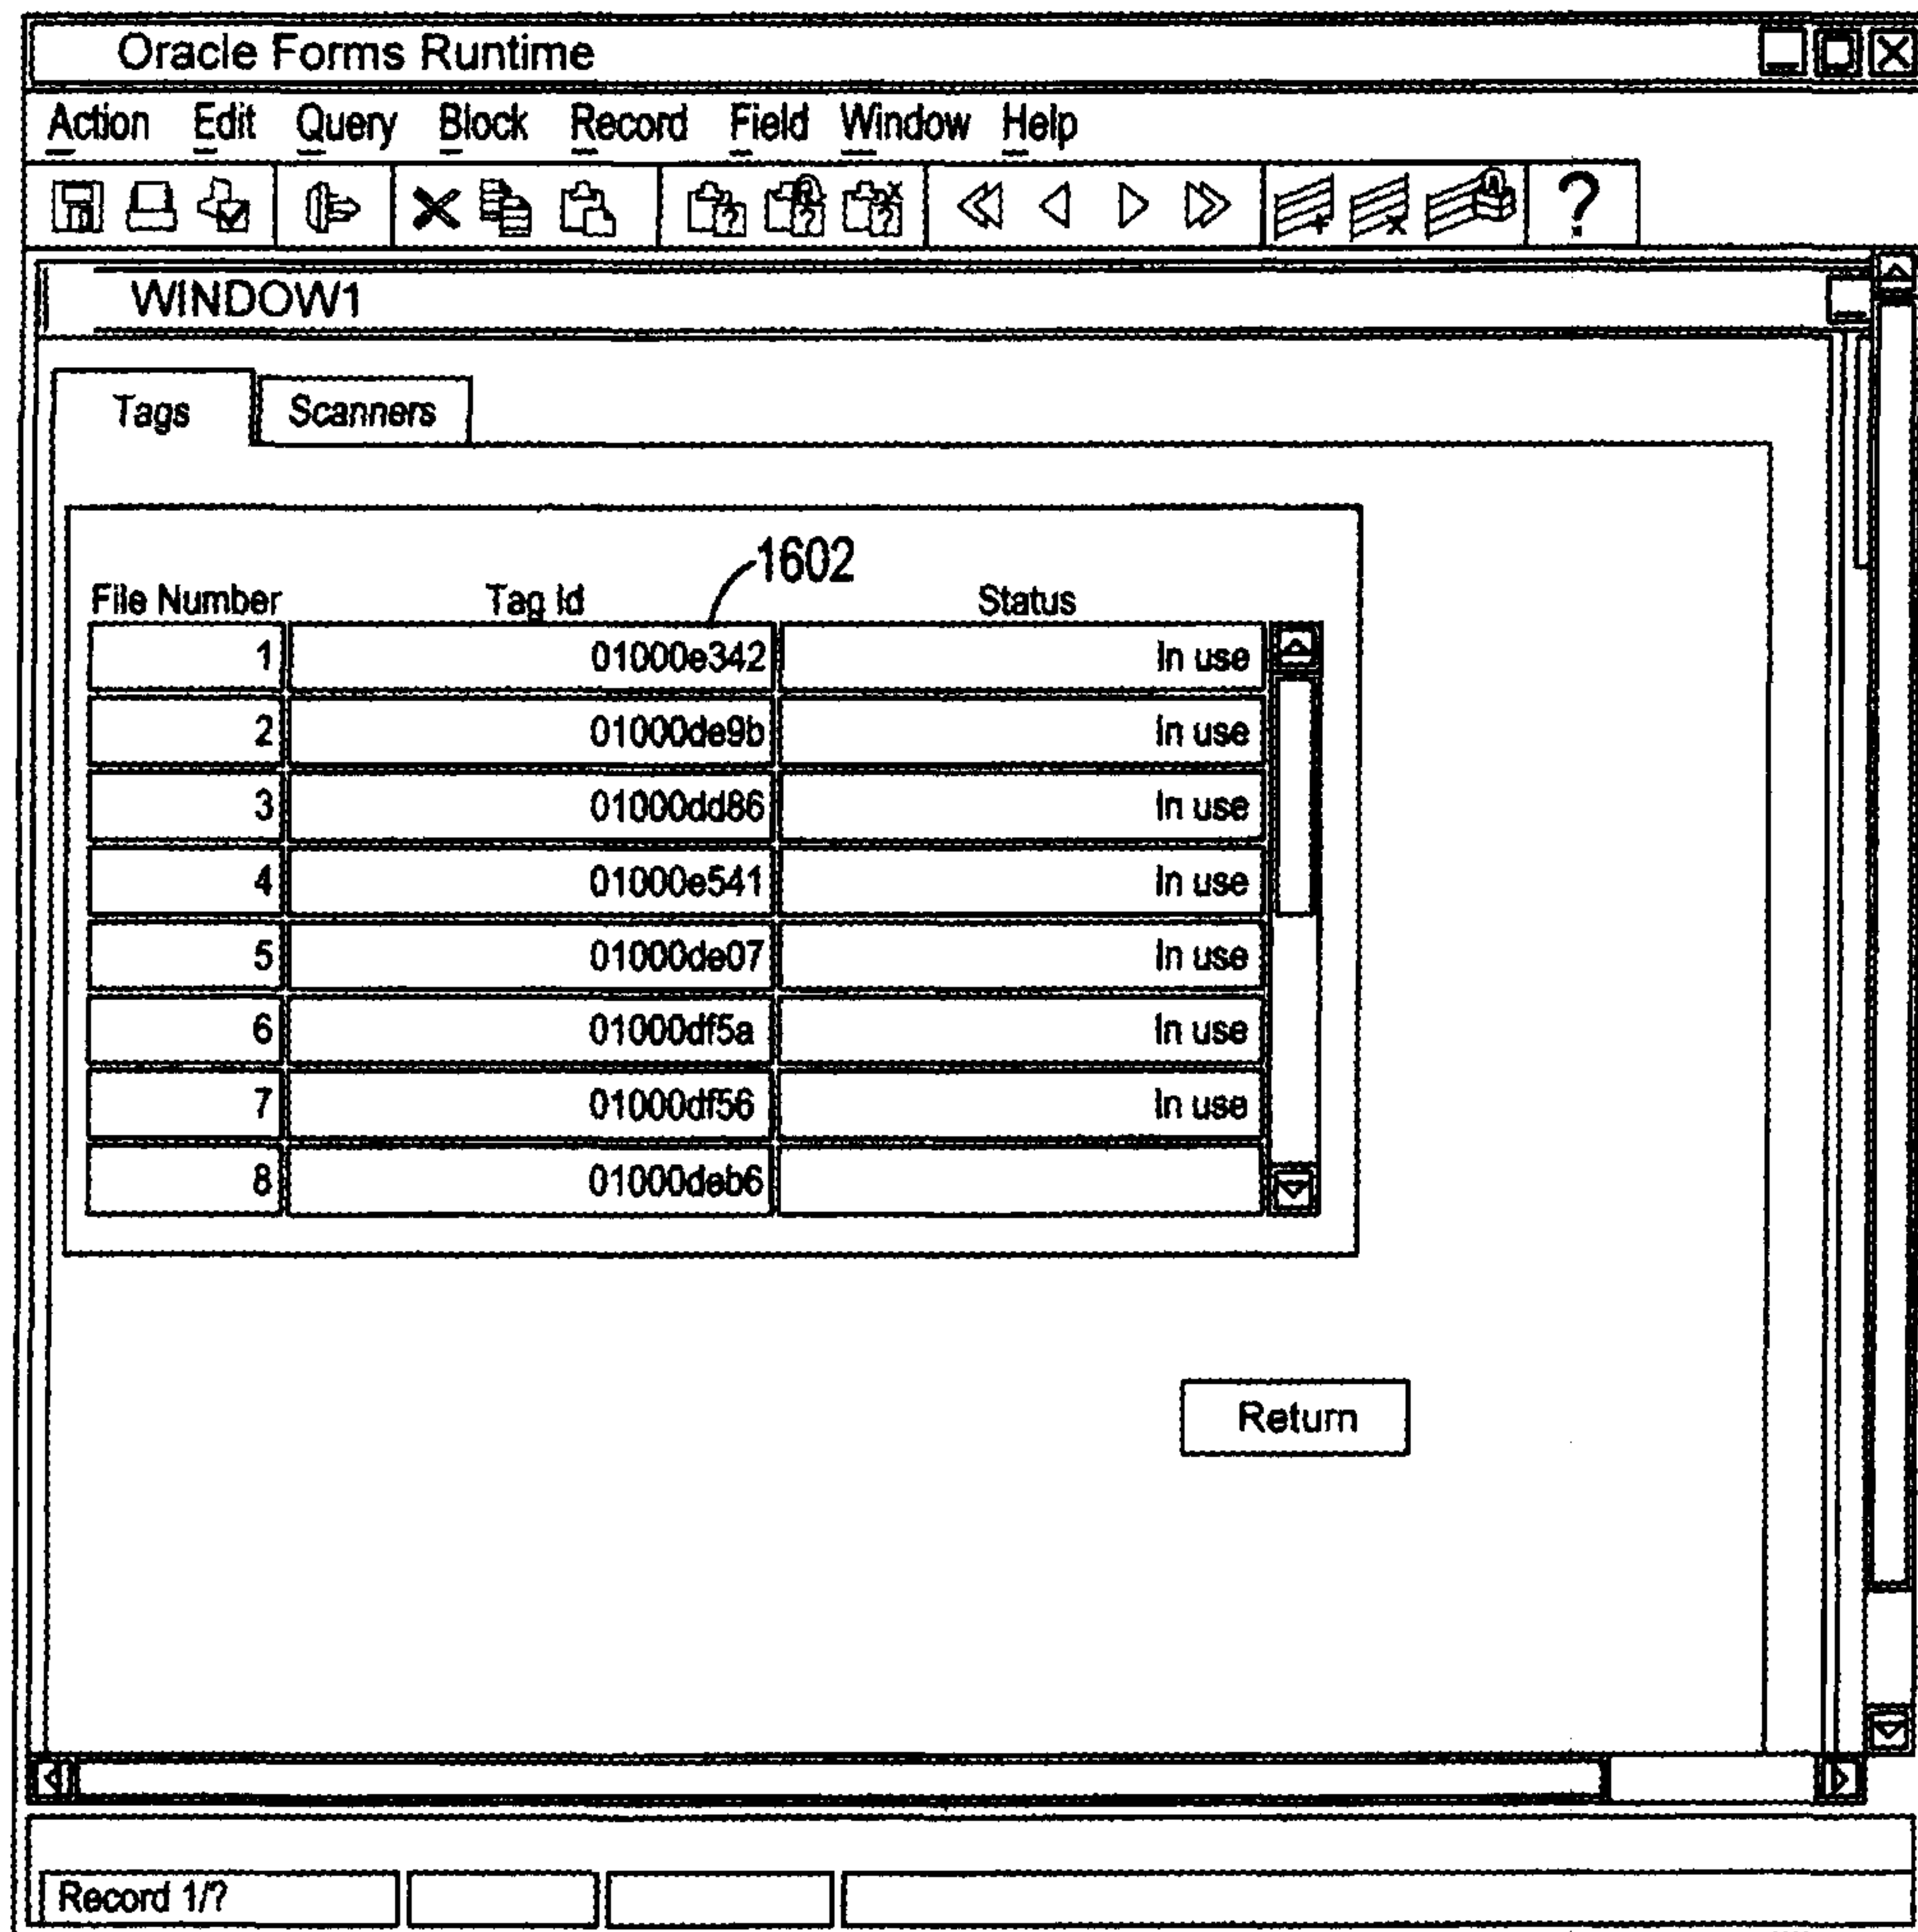 Oracle Forms Runtime
Action Edit Query Block Record Field Window Help
?
WINDOW1
Tags Scanners
1602
File Number Tag Id Status
1 01000e342 In use
2 01000de9b In use
3 01000dd86 In use
4 01000e541 In use
5 01000de07 In use
6 01000df5a In use
7 01000df56 In use
8 01000deb6
Return
Record 1/?